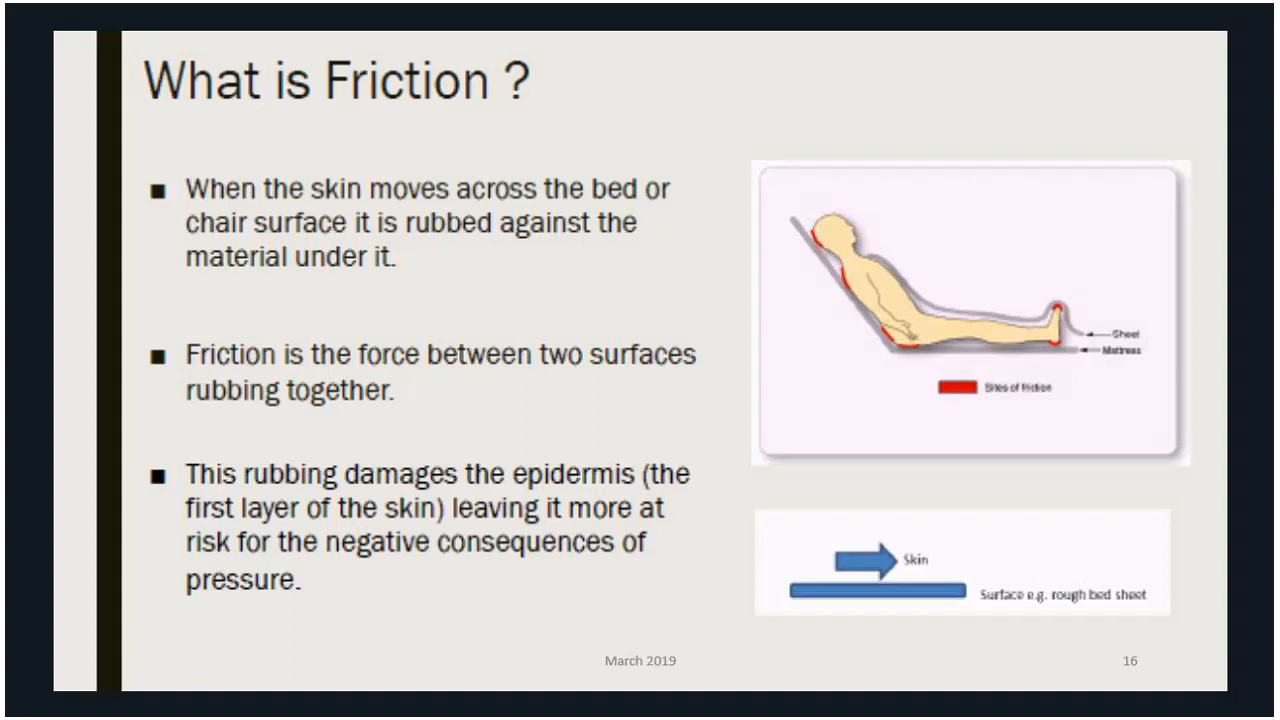 What is Friction ?
■ When the skin moves across the bed or
chair surface it is rubbed against the
material under it.
■ Friction is the force between two surfaces
rubbing together.
■ This rubbing damages the epidermis (the
first layer of the skin) leaving it more at
risk for the negative consequences of
pressure.
Sheet
Mattress
Sites of friction
Skin
Surface e.g. rough bed sheet
March 2019
16